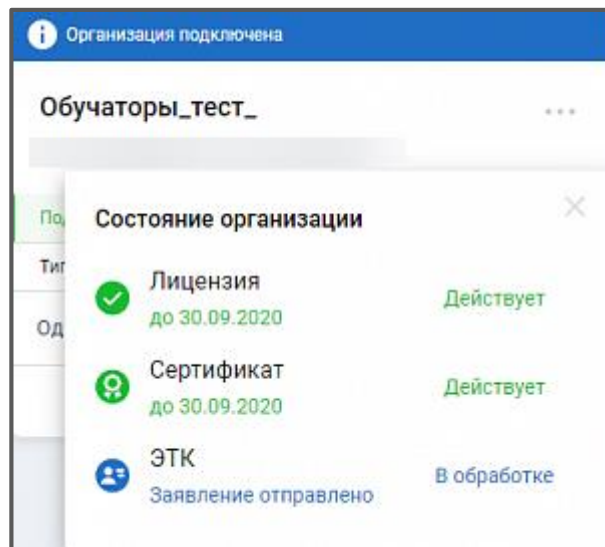 Организация подключена
Обучаторы_тест_
Состояние организации
Лицензия
Действует
до 30.09.2020
Сертификат
Действует
до 30.09.2020
ЭТК
В обработке
Заявление отправлено